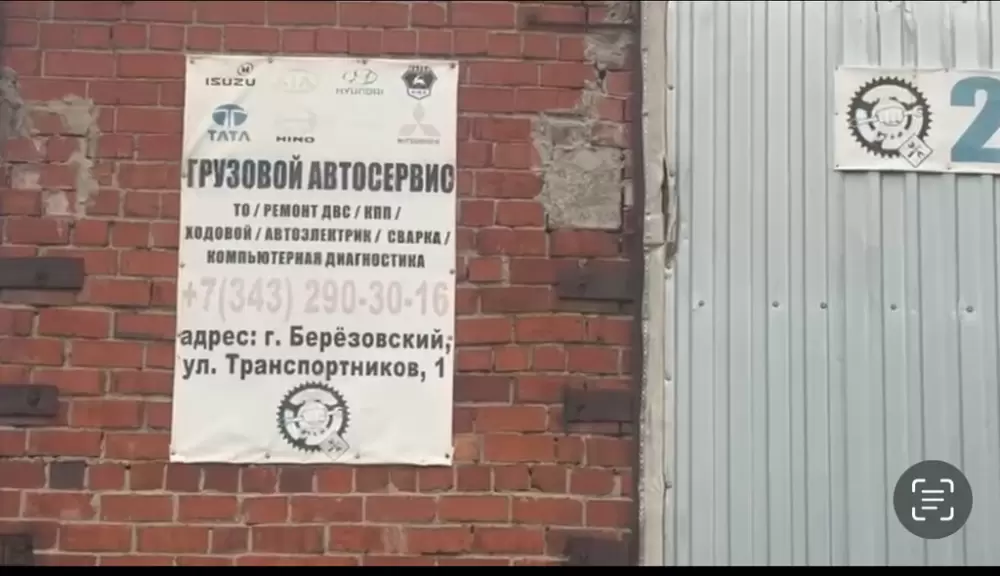 ISUZU
HYUNDAI
TATA
HINO
MITSUBISHI
ГРУЗОВОЙ АВТОСЕРВИС
ТО / РЕМОНТ ДВС / КПП /
ХОДОВОЙ / АВТОЭЛЕКТРИК / СВАРКА /
КОМПЬЮТЕРНАЯ ДИАГНОСТИКА
+7(343) 290-30-16
адрес: г. Берёзовский,
ул. Транспортников, 1
2